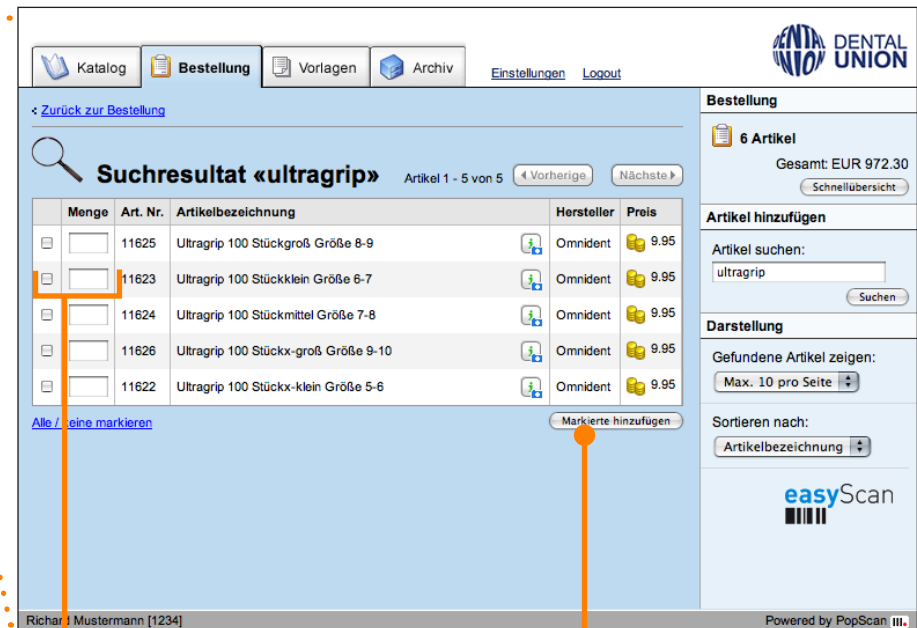 DENTAL UNION
DENTAL
UNION
Katalog
Bestellung
Vorlagen
Archiv
Einstellungen
Logout
Zurück zur Bestellung
Suchresultat «ultragrip»
Artikel 1 - 5 von 5
Vorherige
Nächste
Menge Art. Nr. Artikelbezeichnung Hersteller Preis
11625 Ultragrip 100 Stückgroß Größe 8-9 Omnident 9.95
11623 Ultragrip 100 Stückklein Größe 6-7 Omnident 9.95
11624 Ultragrip 100 Stückmittel Größe 7-8 Omnident 9.95
11626 Ultragrip 100 Stückx-groß Größe 9-10 Omnident 9.95
11622 Ultragrip 100 Stückx-klein Größe 5-6 Omnident 9.95
Alle / keine markieren
Markierte hinzufügen
Bestellung
6 Artikel
Gesamt: EUR 972.30
Schnellübersicht
Artikel hinzufügen
Artikel suchen:
ultragrip
Suchen
Darstellung
Gefundene Artikel zeigen:
Max. 10 pro Seite
Sortieren nach:
Artikelbezeichnung
easyScan
Richard Mustermann [1234]
Powered by PopScan